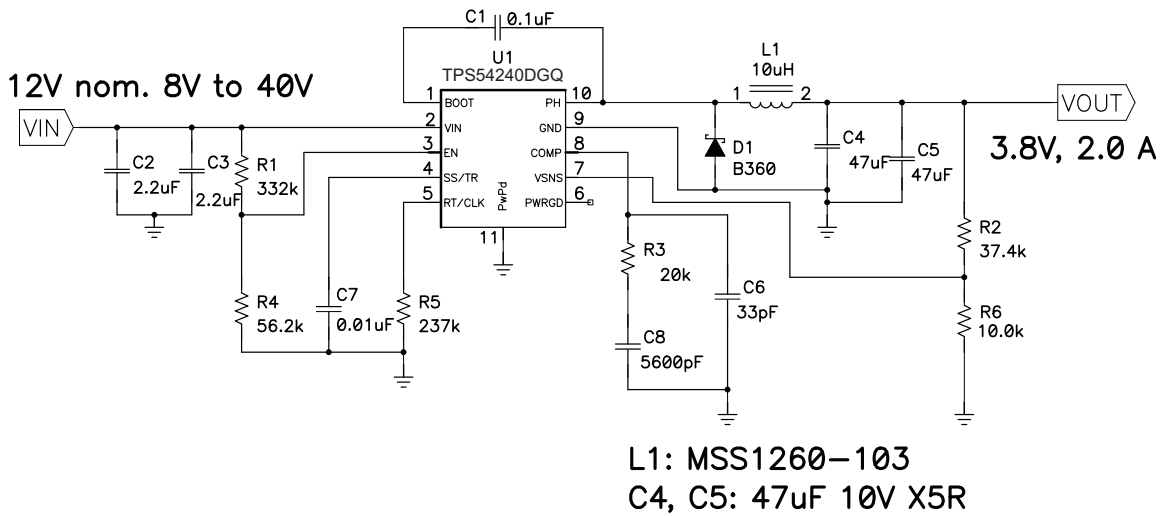 C1
0.1uF
U1
TPS54240DGQ
L1
10uH
12V nom. 8V to 40V
VIN
1
BOOT
PH
10
1
2
VOUT
2
VIN
GND
9
3
EN
COMP
8
4
SS/TR
VSNS
7
5
RT/CLK
PwPd
PWRGD
6
11
C2
2.2uF
C3
2.2uF
R1
332k
D1
B360
C4
47uF
C5
47uF
3.8V, 2.0 A
R2
37.4k
R3
20k
C6
33pF
R4
56.2k
C7
0.01uF
R5
237k
R6
10.0k
C8
5600pF
L1: MSS1260-103
C4, C5: 47uF 10V X5R